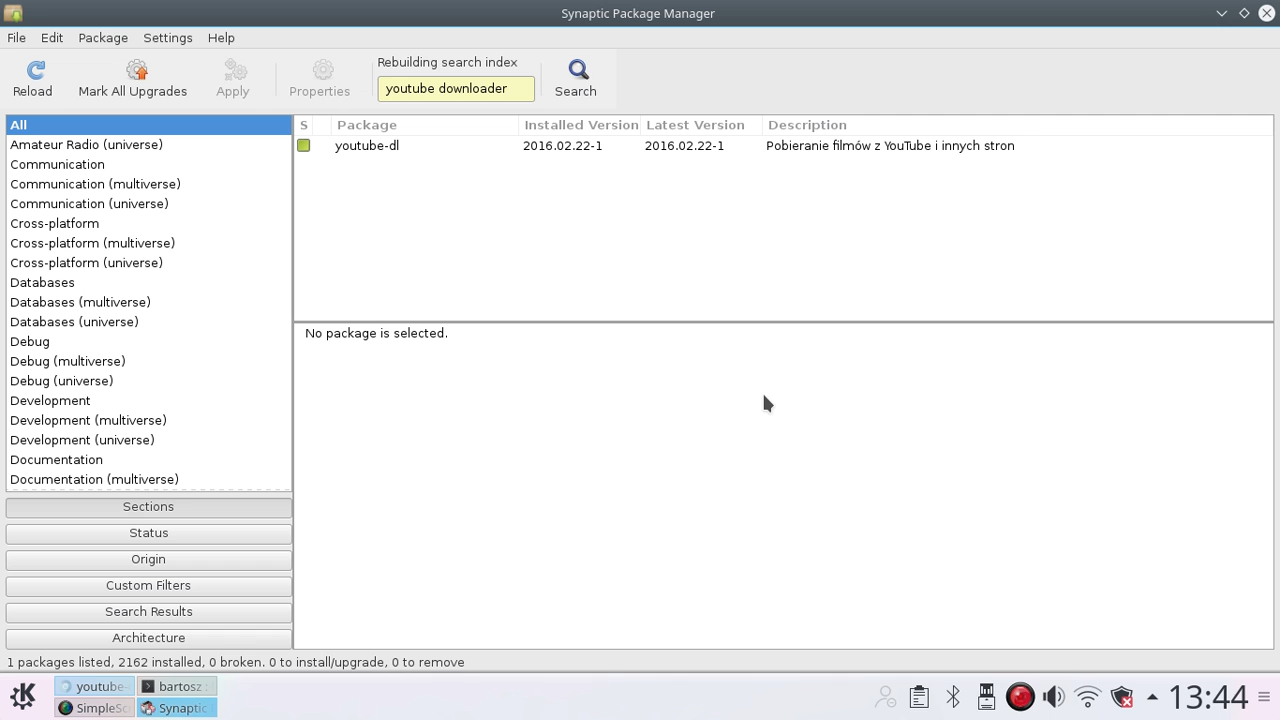 Synaptic Package Manager
File Edit Package Settings Help
Rebuilding search index
Reload Mark All Upgrades Apply Properties youtube downloader Search
All
Amateur Radio (universe)
Communication
Communication (multiverse)
Communication (universe)
Cross-platform
Cross-platform (multiverse)
Cross-platform (universe)
Databases
Databases (multiverse)
Databases (universe)
Debug
Debug (multiverse)
Debug (universe)
Development
Development (multiverse)
Development (universe)
Documentation
Documentation (multiverse)
Sections
Status
Origin
Custom Filters
Search Results
Architecture
S Package Installed Version Latest Version Description
youtube-dl 2016.02.22-1 2016.02.22-1 Pobieranie filmów z YouTube i innych stron
No package is selected.
1 packages listed, 2162 installed, 0 broken. 0 to install/upgrade, 0 to remove
youtube- bartosz :
SimpleSc Synaptic
13:44